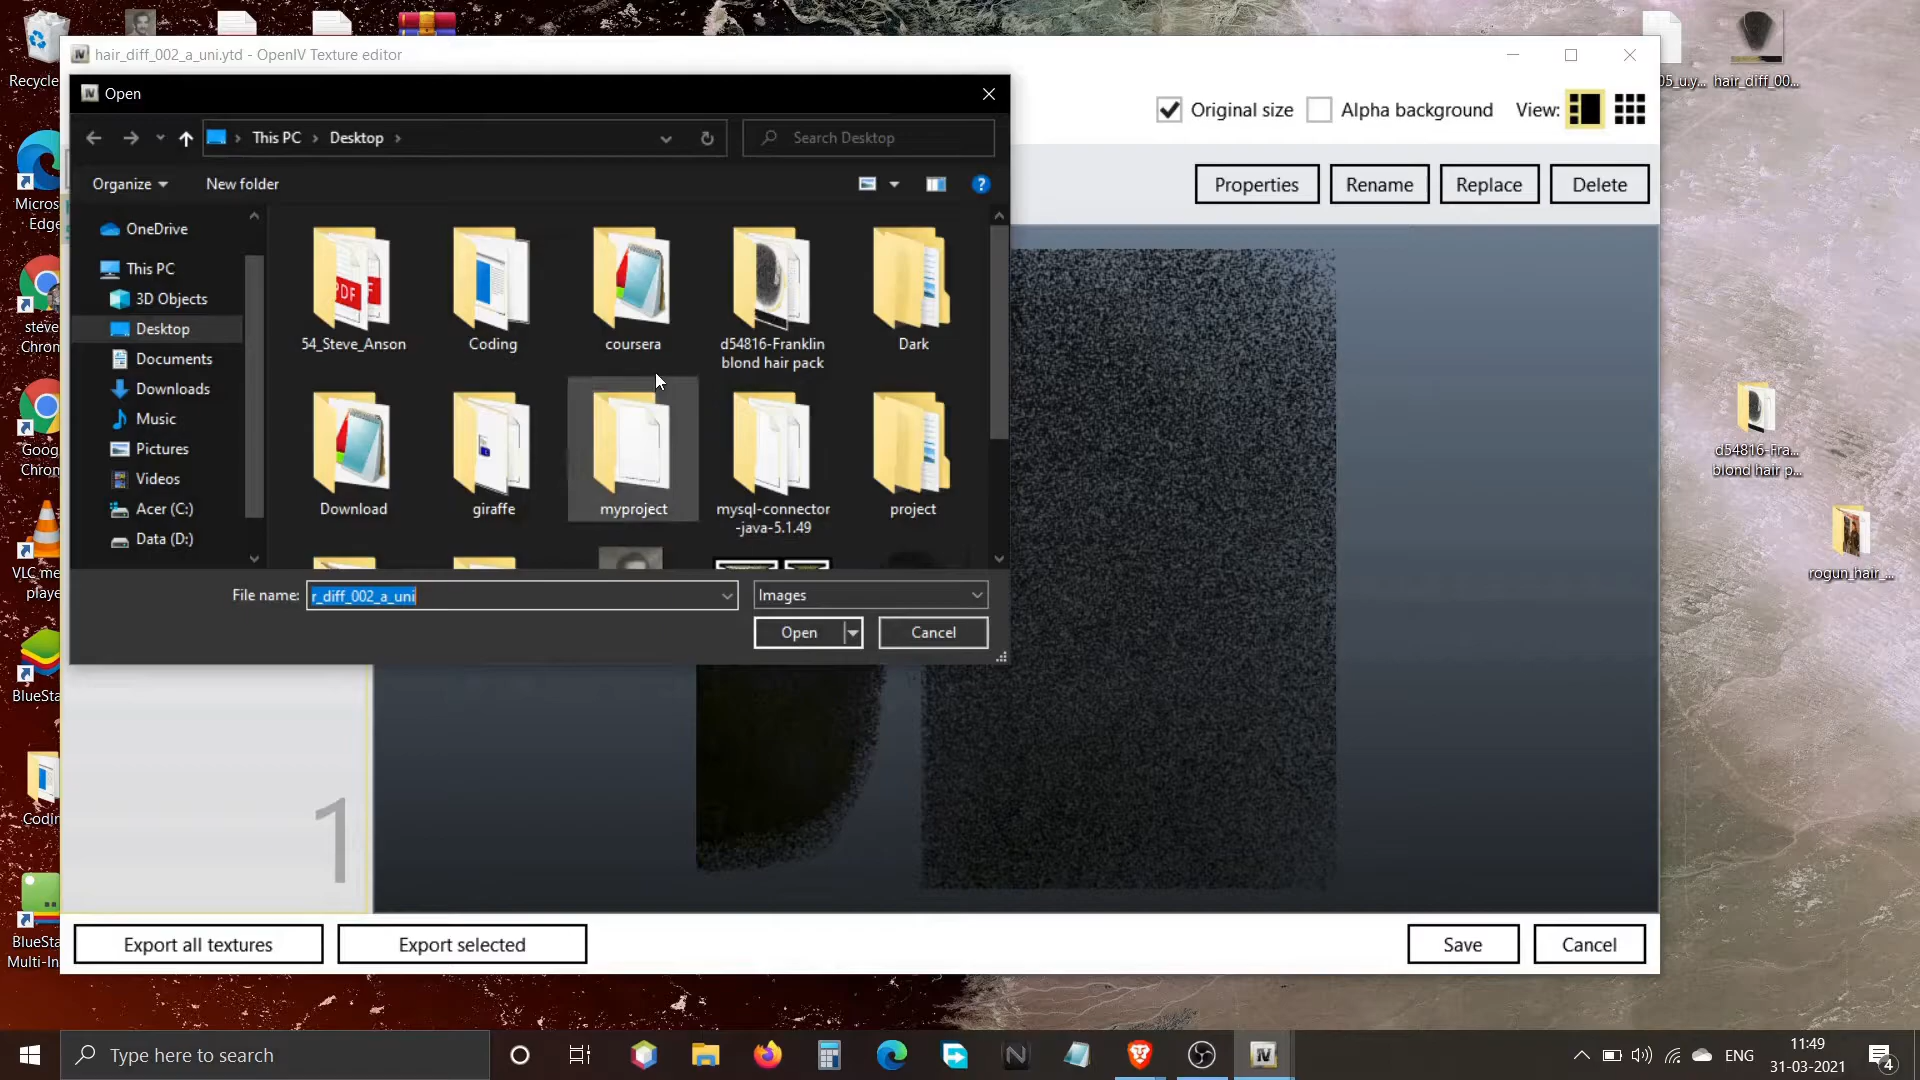 hair_diff_002_a_uni.ytd - OpenIV Texture editor
Open
This PC
Desktop
Search Desktop
Original size
Alpha background
View:
Organize
New folder
Properties
Rename
Replace
Delete
OneDrive
This PC
3D Objects
Desktop
Documents
Downloads
Music
Pictures
Videos
Acer (C:)
Data (D:)
54_Steve_Anson
Coding
coursera
d54816-Franklin
blond hair pack
Dark
Download
giraffe
myproject
mysql-connector
-java-5.1.49
project
File name:
r_diff_002_a_uni
Images
Open
Cancel
1
Export all textures
Export selected
Save
Cancel
Recycle
Micros
Edge
steve
Chrom
Goog
Chrom
VLC me
playe
BlueSta
Codin
BlueSta
Multi-In
hair_diff_00...
d54816-Fra...
blond hair p...
rogun_hair_...
Type here to search
ENG
11:49
31-03-2021
4